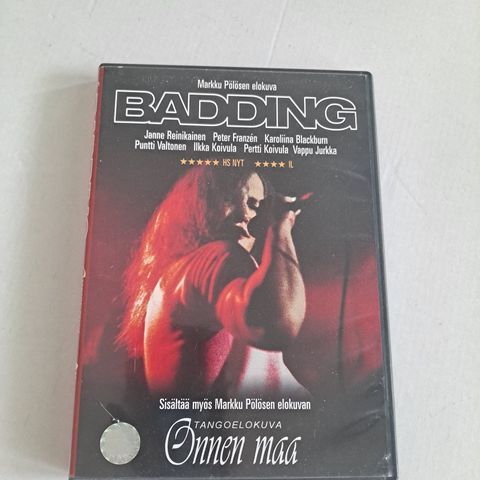 Markku Pölösen elokuva
BADDING
Janne Reinikainen Peter Franzén Karoliina Blackburn
Puntti Valtonen Ilkka Koivula Pertti Koivula Vappu Jurkka
★★★★★ HS NYT ★★★★ IL
Sisältää myös Markku Pölösen elokuvan
TANGOELOKUVA
Onnen maa